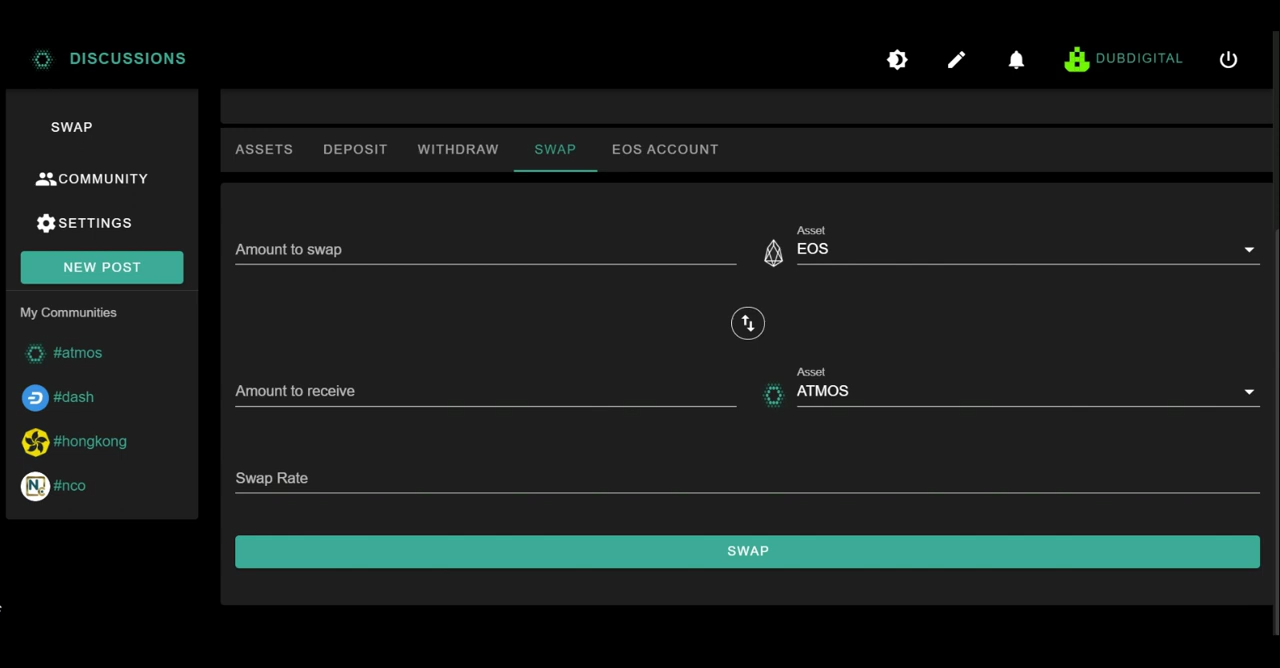 DISCUSSIONS
DUBDIGITAL
SWAP
COMMUNITY
SETTINGS
NEW POST
My Communities
#atmos
#dash
#hongkong
#nco
ASSETS DEPOSIT WITHDRAW SWAP EOS ACCOUNT
Asset
Amount to swap EOS
Asset
Amount to receive ATMOS
Swap Rate
SWAP